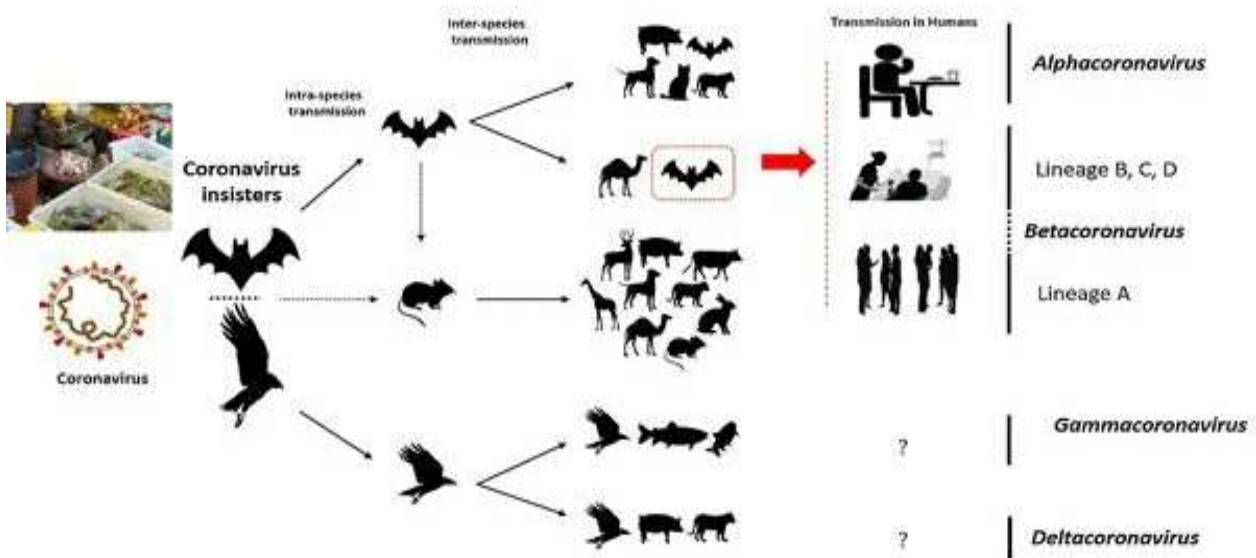 Inter-species
transmission
Transmission in Humans
Alphacoronavirus
Intra-species
transmission
Coronavirus
insisters
Lineage B, C, D
Betacoronavirus
Lineage A
Coronavirus
Gammacoronavirus
?
?
Deltacoronavirus